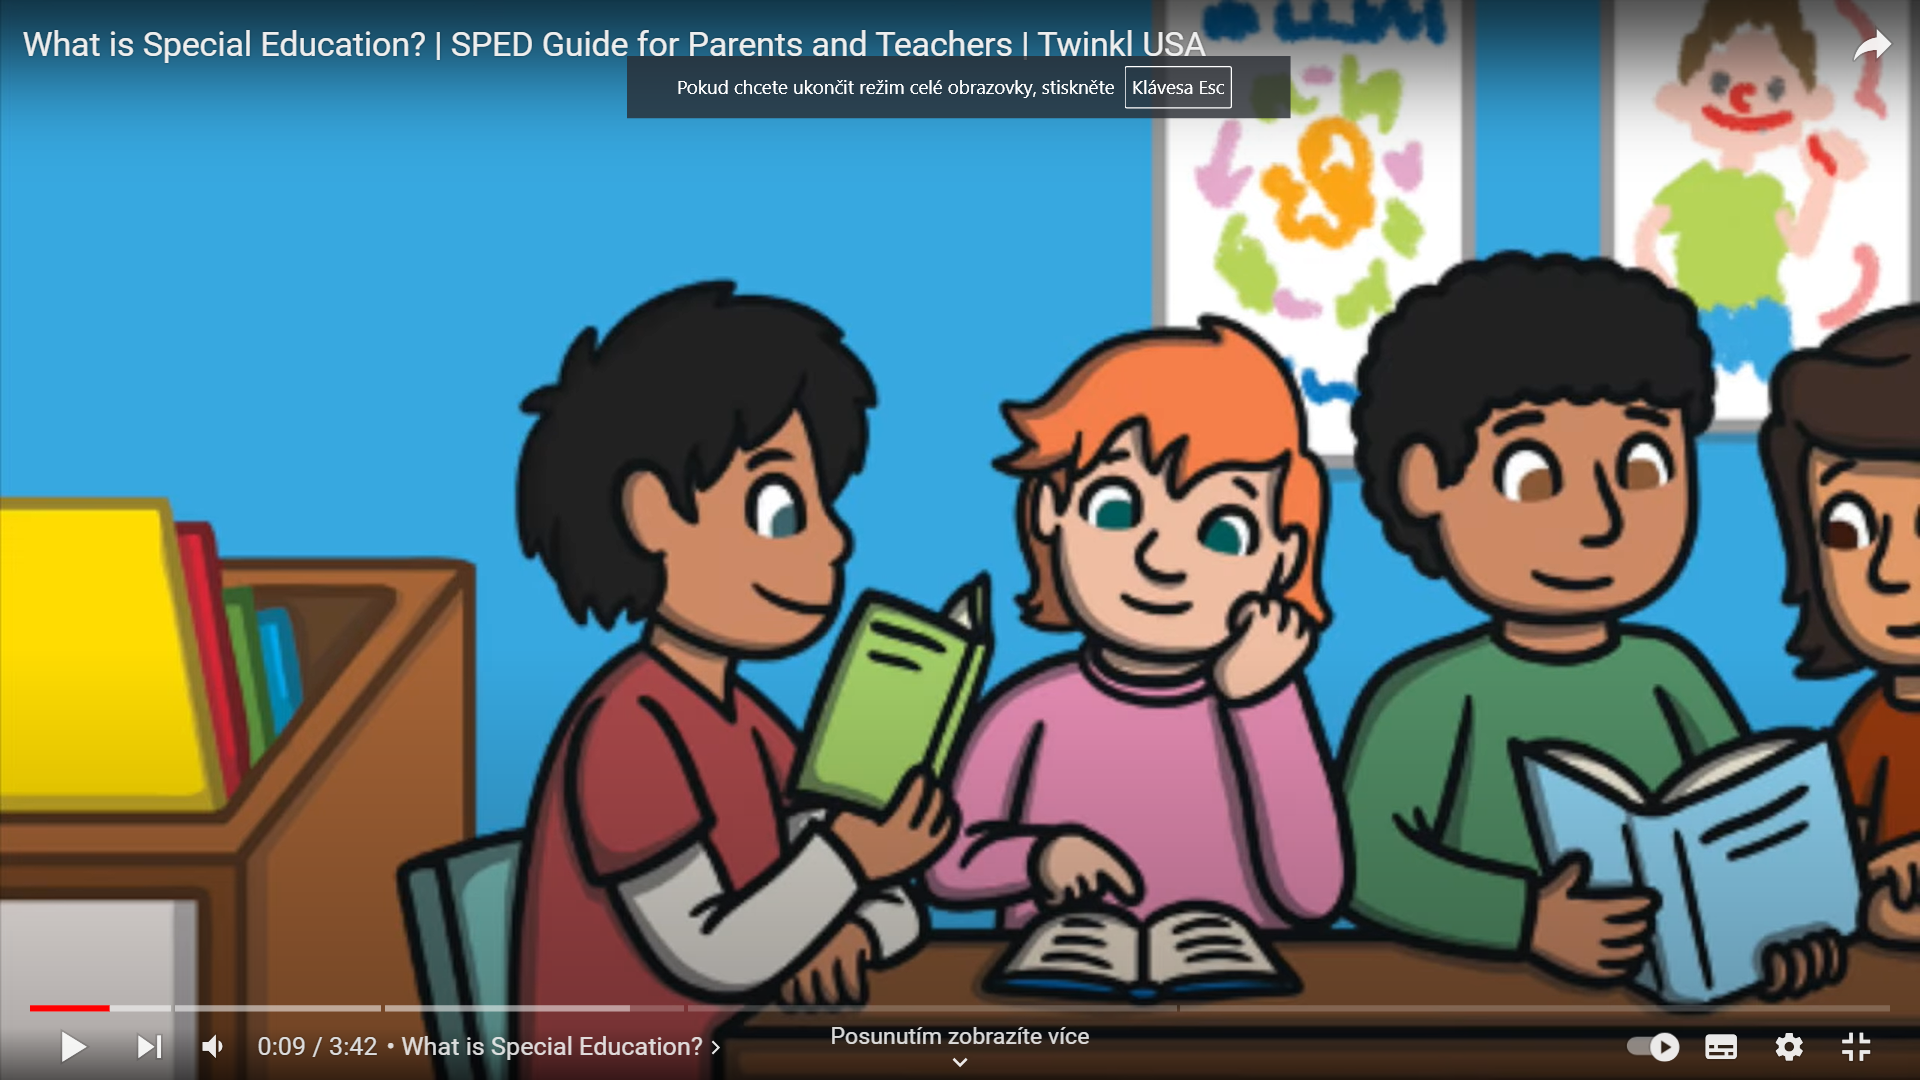 What is Special Education? | SPED Guide for Parents and Teachers | Twinkl USA
Pokud chcete ukončit režim celé obrazovky, stiskněte Klávesa Esc
0:09 / 3:42 • What is Special Education?
Posunutím zobrazíte více